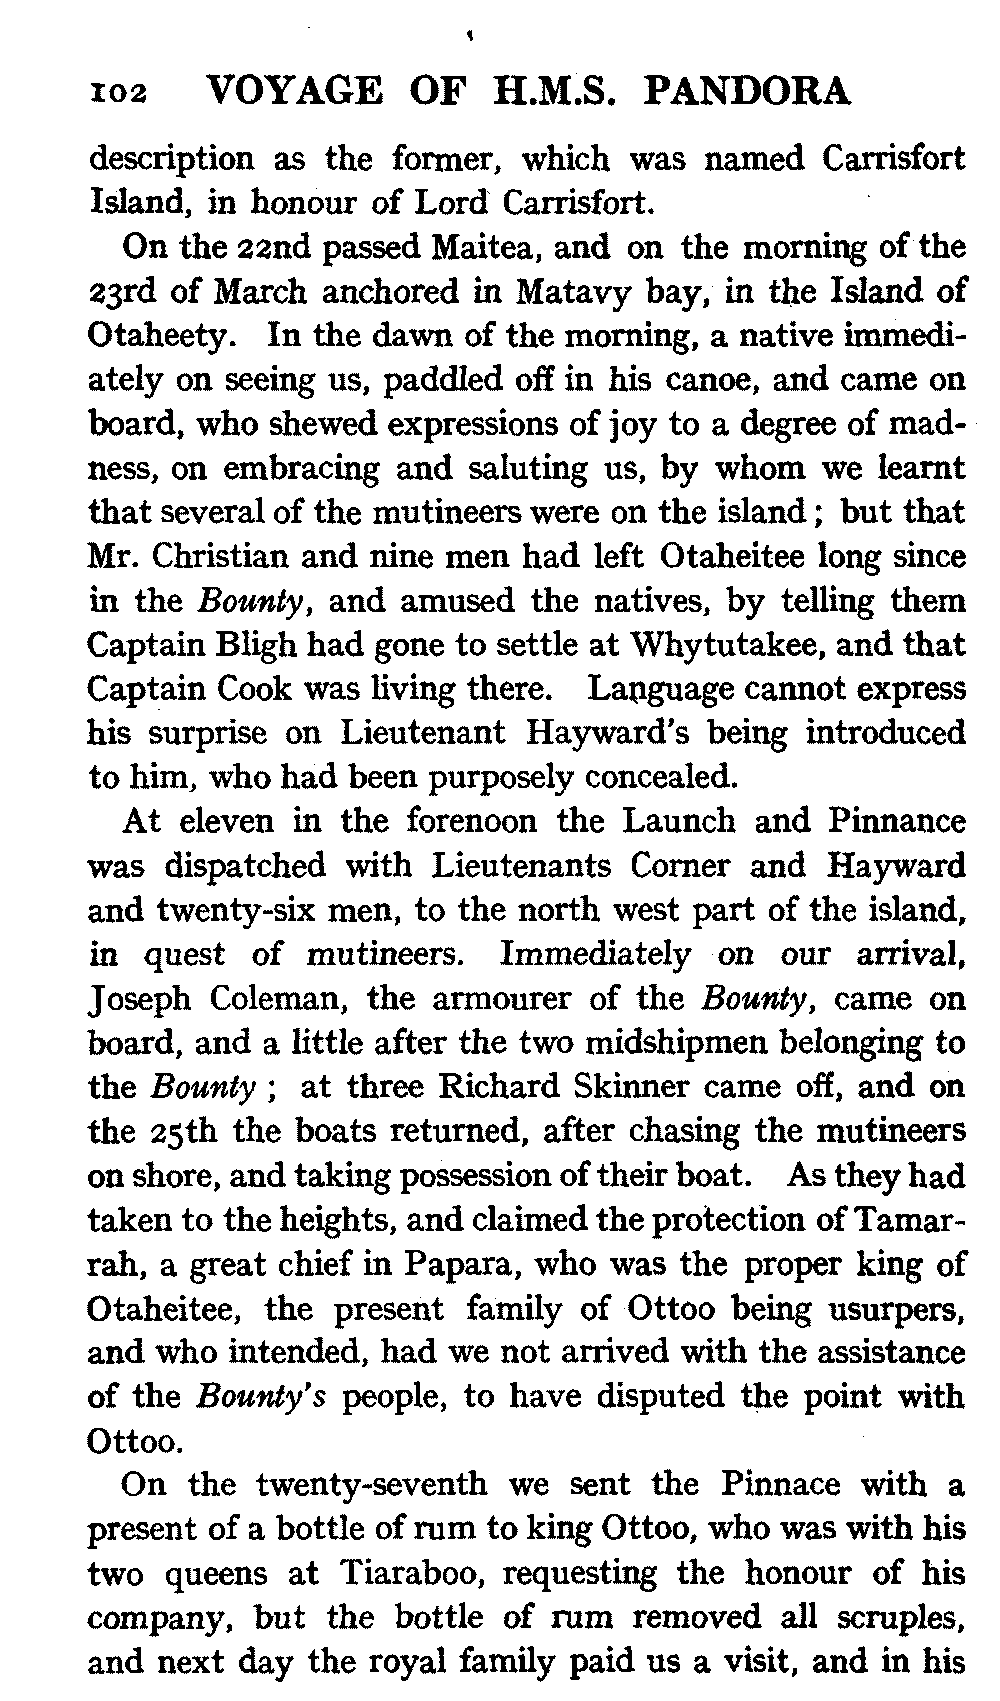 102 VOYAGE OF H.M.S. PANDORA
description as the former, which was named Carrisfort
Island, in honour of Lord Carrisfort.
On the 22nd passed Maitea, and on the morning of the
23rd of March anchored in Matavy bay, in the Island of
Otaheety. In the dawn of the morning, a native immedi-
ately on seeing us, paddled off in his canoe, and came on
board, who shewed expressions of joy to a degree of mad-
ness, on embracing and saluting us, by whom we learnt
that several of the mutineers were on the island; but that
Mr. Christian and nine men had left Otaheitee long since
in the Bounty, and amused the natives, by telling them
Captain Bligh had gone to settle at Whytutakee, and that
Captain Cook was living there. Language cannot express
his surprise on Lieutenant Hayward's being introduced
to him, who had been purposely concealed.
At eleven in the forenoon the Launch and Pinnance
was dispatched with Lieutenants Corner and Hayward
and twenty-six men, to the north west part of the island,
in quest of mutineers. Immediately on our arrival,
Joseph Coleman, the armourer of the Bounty, came on
board, and a little after the two midshipmen belonging to
the Bounty; at three Richard Skinner came off, and on
the 25th the boats returned, after chasing the mutineers
on shore, and taking possession of their boat. As they had
taken to the heights, and claimed the protection of Tamar-
rah, a great chief in Papara, who was the proper king of
Otaheitee, the present family of Ottoo being usurpers,
and who intended, had we not arrived with the assistance
of the Bounty's people, to have disputed the point with
Ottoo.
On the twenty-seventh we sent the Pinnace with a
present of a bottle of rum to king Ottoo, who was with his
two queens at Tiaraboo, requesting the honour of his
company, but the bottle of rum removed all scruples,
and next day the royal family paid us a visit, and in his